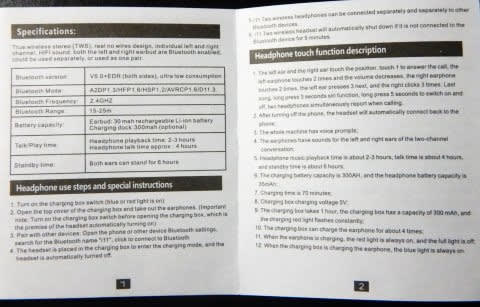 Specifications:
True wireless stereo (TWS), real no wires design, individual left and right
channel, HIFI sound, both the left and right earbud are Bluetooth enabled,
could be used separately, or used as one pair.
Bluetooth version: V5.0+EDR (both sides), ultra low consumption
Bluetooth Mode: A2DP1.3/HFP1.6/HSP1.2/AVRCP1.6/D11.3.
Bluetooth Frequency: 2.4GHZ
Bluetooth Range 15-25m
Battery capacity: Earbud: 30 mah rechargeable Li-ion battery
Charging dock 300mah (optional)
Talk/Play time: Headphone playback time: 2-3 hours
Headphone talk time approx : 4 hours
Standby time: Both ears can stand for 6 hours
Headphone use steps and special instructions
1. Turn on the charging box switch (blue or red light is on)
2. Open the top cover of the charging box and take out the earphones. (Important
note: Turn on the charging box switch before opening the charging box, which is
the premies of the headset automatically turning on)
3. Pair with other devices: Open the phone or other device Bluetooth settings,
search for the Bluetooth name "i11", click to connect to Bluetooth
4. The headset is placed in the charging box to enter the charging mode, and the
headset is automatically turned off.
1
5. i11 Two wireless headphones can be connected separately and separately to other
Bluetooth devices.
6. i11 Two wireless headset will automatically shut down if it is not connected to the
Bluetooth device for 5 minutes.
Headphone touch function description
1. The left ear and the right ear touch the position, touch 1 to answer the call, the
left earphone touches 2 times and the volume decreases, the right earphone
touches 2 times, the left ear presses 3 next, and the right clicks 3 times. Last
song, long press 3 seconds siri function, long press 5 seconds to switch on and
off, two headphones simultaneously report when calling.
2. After turning off the phone, the headset will automatically connect back to the
phone;
3. The whole machine has voice prompts;
4. The earphones have sounds for the left and right ears of the two-channel
conversation;
5. Headphone music playback time is about 2-3 hours, talk time is about 4 hours,
and standby time is about 6 hours;
6. The charging battery capacity is 300AH, and the headphone battery capacity is
35mAh;
7. Charging time is 70 minutes;
8. Charging box charging voltage 5V;
9. The charging box takes 1 hour, the charging box has a capacity of 300 mAh, and
the charging red light flashes constantly;
10. The charging box can charge the earphone for about 4 times;
11. When the earphone is charging, the red light is always on, and the full light is off;
12. When the charging box is charging the earphone, the blue light is always on.
2